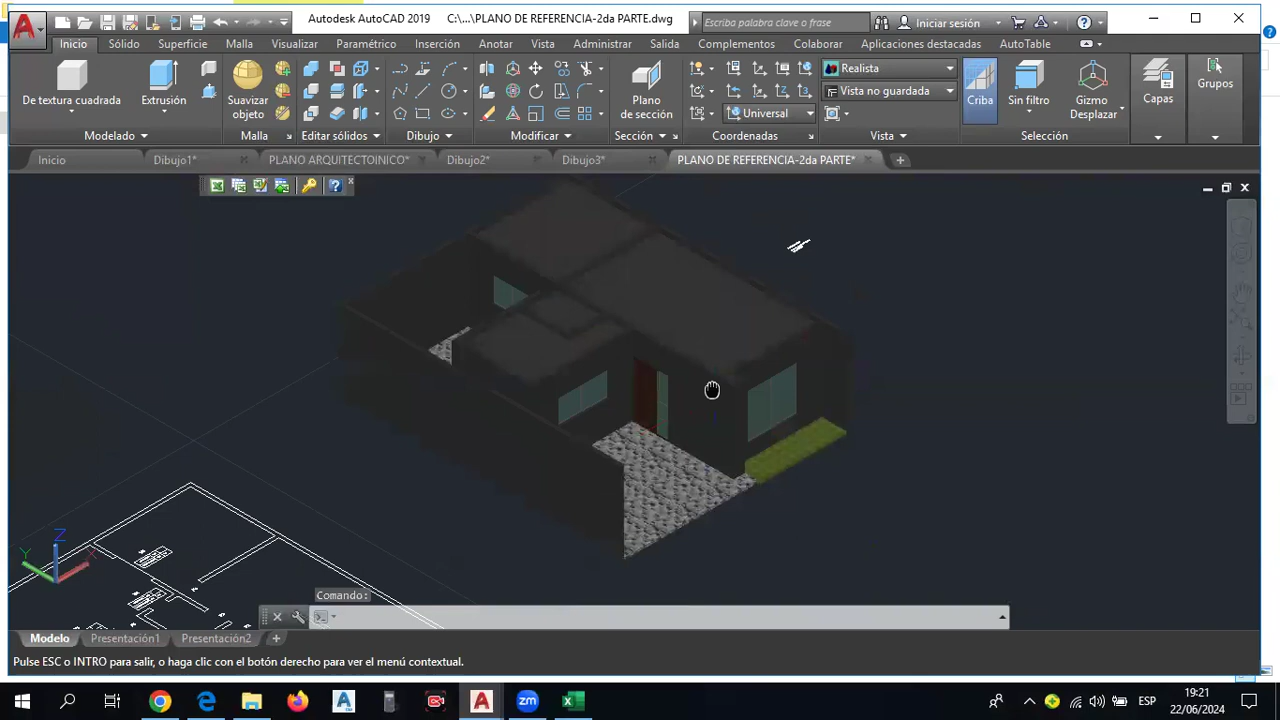 Autodesk AutoCAD 2019 C:\...\PLANO DE REFERENCIA-2da PARTE.dwg
Escriba palabra clave o frase
Iniciar sesión
Inicio Sólido Superficie Malla Visualizar Paramétrico Inserción Anotar Vista Administrar Salida Complementos Colaborar Aplicaciones destacadas AutoTable
De textura cuadrada
Extrusión
Suavizar objeto
Plano de sección
Universal
Realista
Vista no guardada
Criba
Sin filtro
Gizmo Desplazar
Capas
Grupos
Modelado Malla Editar sólidos Dibujo Modificar Sección Coordenadas Vista Selección
Inicio Dibujo1* PLANO ARQUITECTOINICO* Dibujo2* Dibujo3* PLANO DE REFERENCIA-2da PARTE*
Z
Y
X
Comando:
Modelo Presentación1 Presentación2
Pulse ESC o INTRO para salir, o haga clic con el botón derecho para ver el menú contextual.
ESP
19:21
22/06/2024